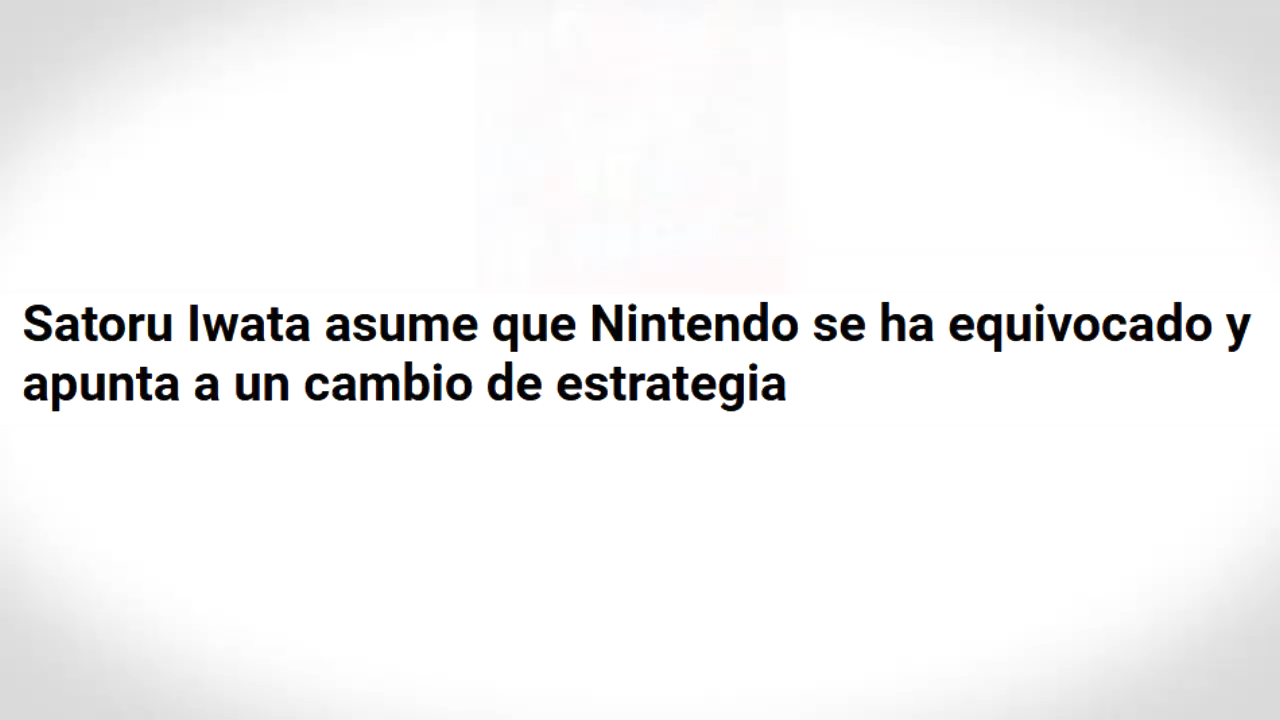 Satoru Iwata asume que Nintendo se ha equivocado y
apunta a un cambio de estrategia